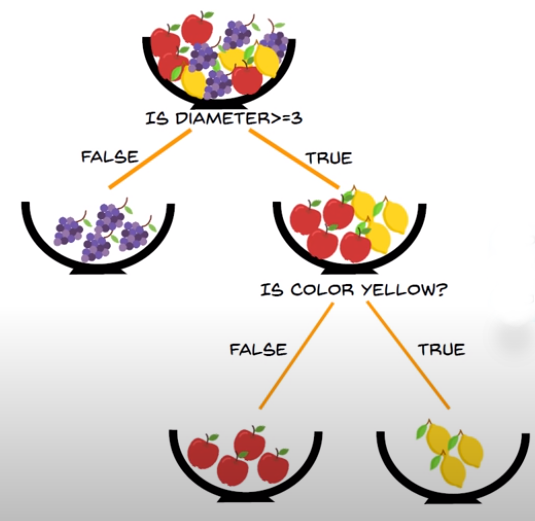 IS DIAMETER>=3
FALSE
TRUE
IS COLOR YELLOW?
FALSE
TRUE